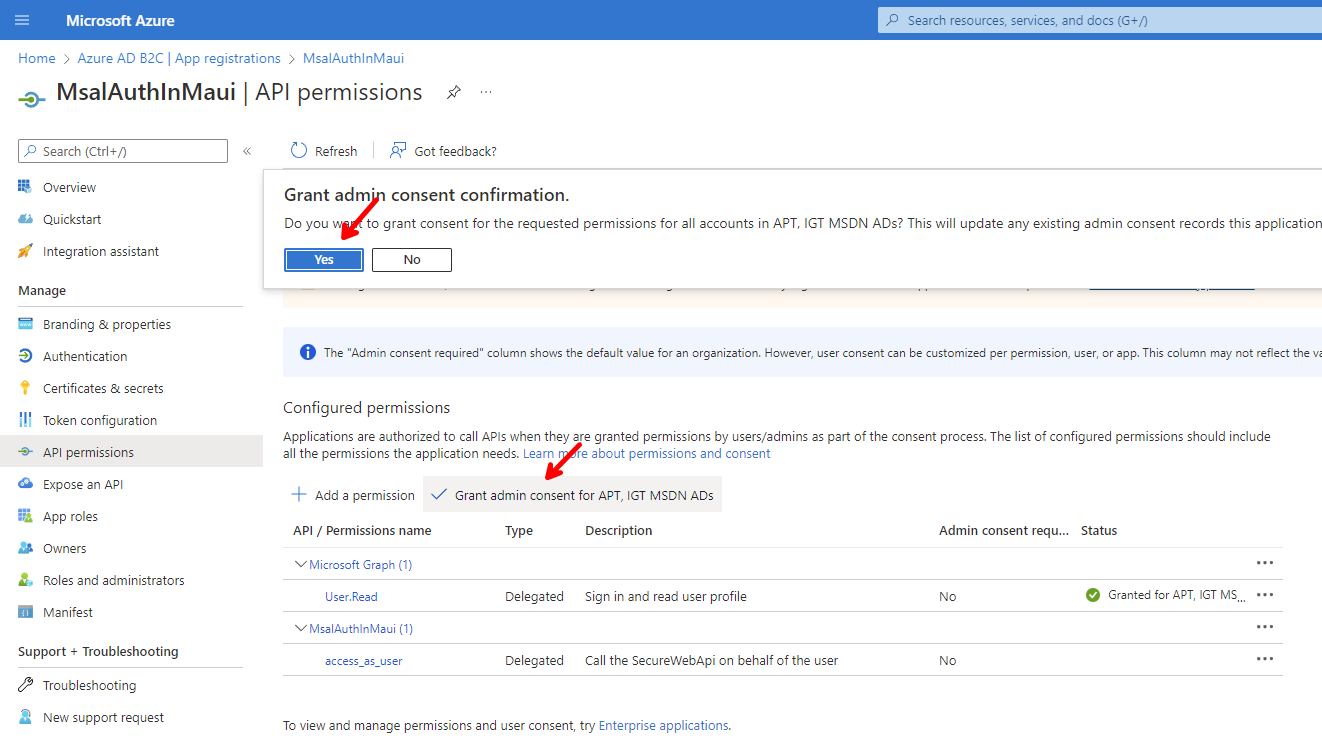 Microsoft Azure
Search resources, services, and docs (G+/)
Home > Azure AD B2C | App registrations > MsalAuthInMaui
MsalAuthInMaui | API permissions
Search (Ctrl+/)
Refresh
Got feedback?
Overview
Quickstart
Integration assistant
Manage
Branding & properties
Authentication
Certificates & secrets
Token configuration
API permissions
Expose an API
App roles
Owners
Roles and administrators
Manifest
Support + Troubleshooting
Troubleshooting
New support request
Grant admin consent confirmation.
Do you want to grant consent for the requested permissions for all accounts in APT, IGT MSDN ADs? This will update any existing admin consent records this application
Yes
No
The "Admin consent required" column shows the default value for an organization. However, user consent can be customized per permission, user, or app. This column may not reflect the va
Configured permissions
Applications are authorized to call APIs when they are granted permissions by users/admins as part of the consent process. The list of configured permissions should include
all the permissions the application needs. Learn more about permissions and consent
Add a permission
Grant admin consent for APT, IGT MSDN ADs
API / Permissions name Type Description Admin consent requ... Status
Microsoft Graph (1)
User.Read Delegated Sign in and read user profile No Granted for APT, IGT MS...
MsalAuthInMaui (1)
access_as_user Delegated Call the SecureWebApi on behalf of the user No
To view and manage permissions and user consent, try Enterprise applications.